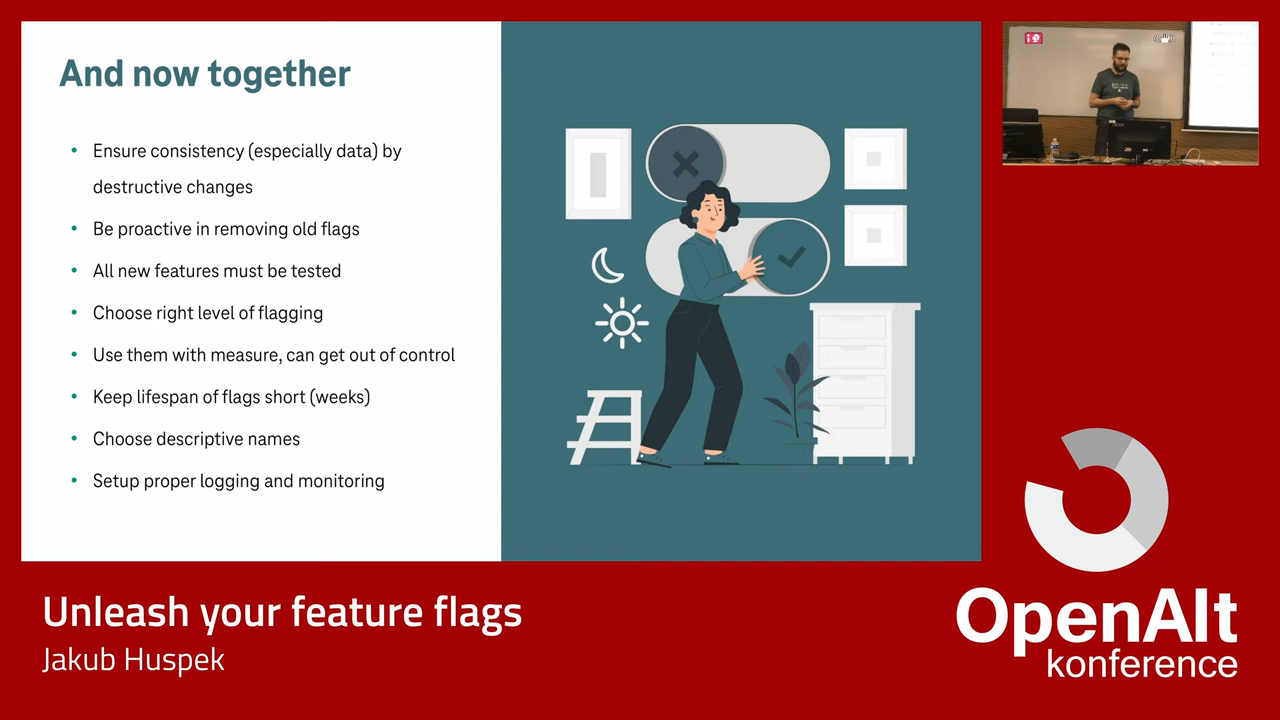 And now together
• Ensure consistency (especially data) by
destructive changes
• Be proactive in removing old flags
• All new features must be tested
• Choose right level of flagging
• Use them with measure, can get out of control
• Keep lifespan of flags short (weeks)
• Choose descriptive names
• Setup proper logging and monitoring
Unleash your feature flags
Jakub Huspek
OpenAlt
konference